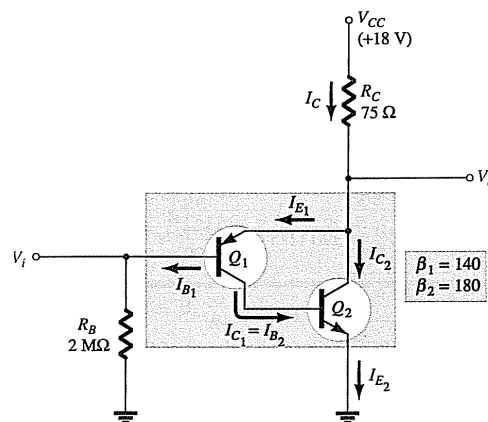 V_CC
(+18 V)
I_C
R_C
75 Ω
I_E1
V_i
Q_1
I_C2
β_1 = 140
β_2 = 180
I_B1
Q_2
R_B
2 MΩ
I_C1 = I_B2
I_E2